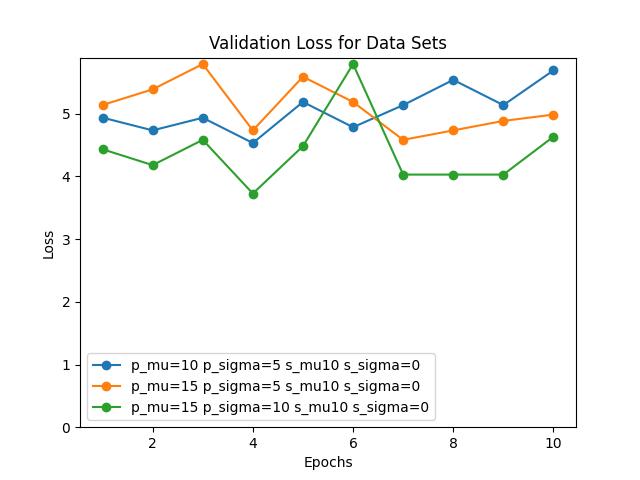 Validation Loss for Data Sets
Loss
5
4
3
2
1
0
p_mu=10 p_sigma=5 s_mu10 s_sigma=0
p_mu=15 p_sigma=5 s_mu10 s_sigma=0
p_mu=15 p_sigma=10 s_mu10 s_sigma=0
2 4 6 8 10
Epochs